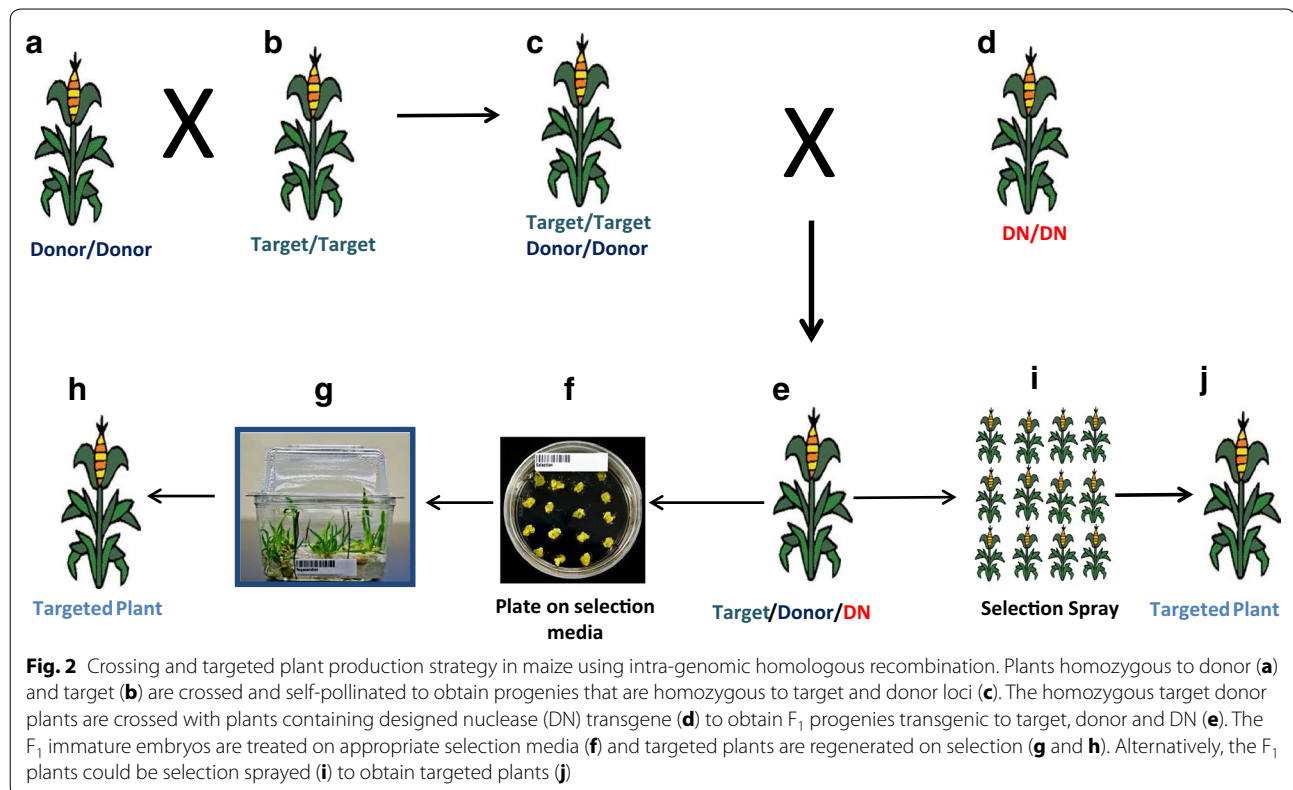 a
b
c
d
X
X
Donor/Donor
Target/Target
Target/Target
Donor/Donor
DN/DN
h
g
f
e
i
j
Selection
Regeneration
Targeted Plant
Plate on selection
media
Target/Donor/DN
Selection Spray
Targeted Plant
Fig. 2 Crossing and targeted plant production strategy in maize using intra-genomic homologous recombination. Plants homozygous to donor (a)
and target (b) are crossed and self-pollinated to obtain progenies that are homozygous to target and donor loci (c). The homozygous target donor
plants are crossed with plants containing designed nuclease (DN) transgene (d) to obtain F₁ progenies transgenic to target, donor and DN (e). The
F₁ immature embryos are treated on appropriate selection media (f) and targeted plants are regenerated on selection (g and h). Alternatively, the F₁
plants could be selection sprayed (i) to obtain targeted plants (j)